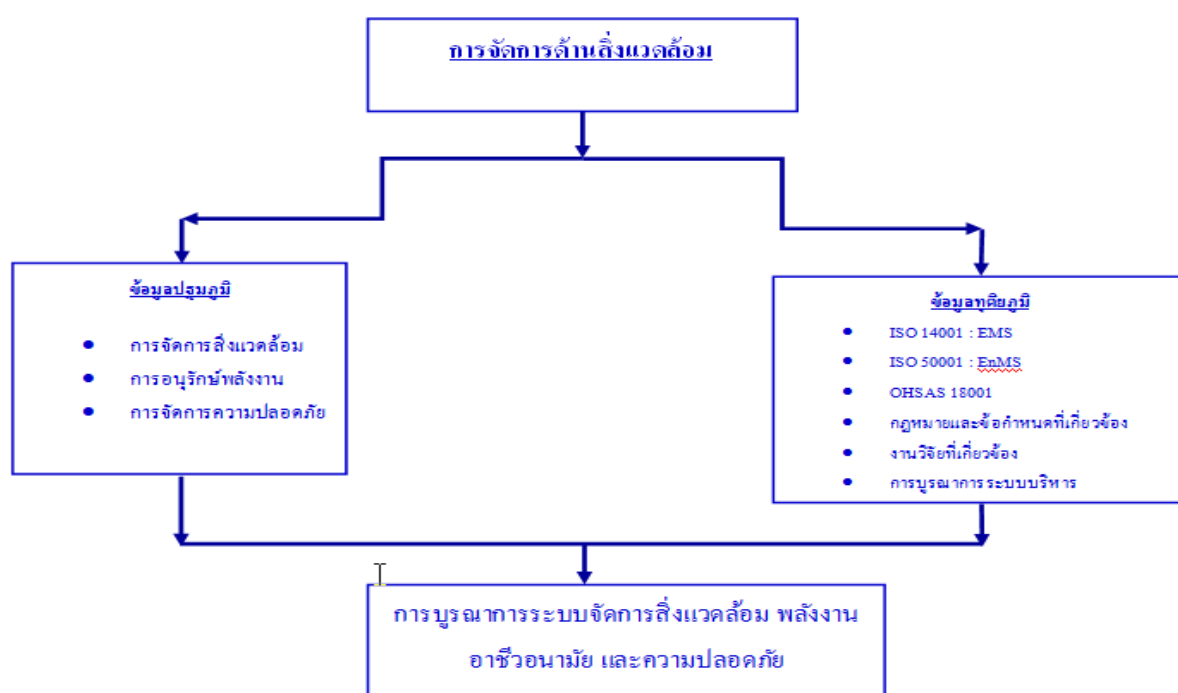 การจัดการด้านสิ่งแวดล้อม
ข้อมูลปฐมภูมิ
• การจัดการสิ่งแวดล้อม
• การอนุรักษ์พลังงาน
• การจัดการความปลอดภัย
ข้อมูลทุติยภูมิ
• ISO 14001 : EMS
• ISO 50001 : EnMS
• OHSAS 18001
• กฎหมายและข้อกำหนดที่เกี่ยวข้อง
• งานวิจัยที่เกี่ยวข้อง
• การบูรณาการระบบบริหาร
การบูรณาการระบบจัดการสิ่งแวดล้อม พลังงาน
อาชีวอนามัย และความปลอดภัย